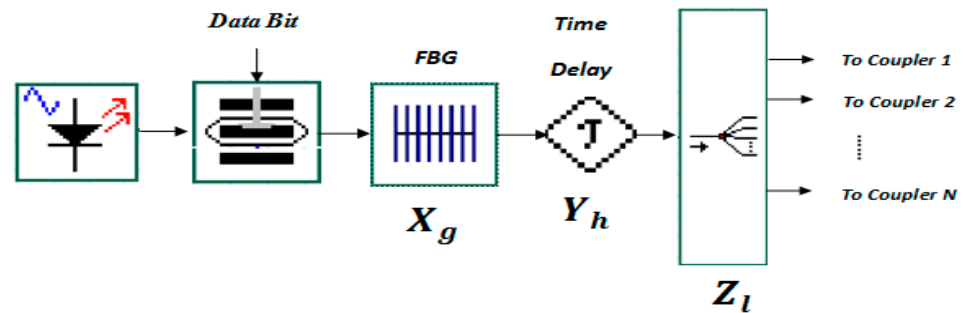 Data Bit
FBG
Time
Delay
T
X_g
Y_h
Z_l
To Coupler 1
To Coupler 2
To Coupler N